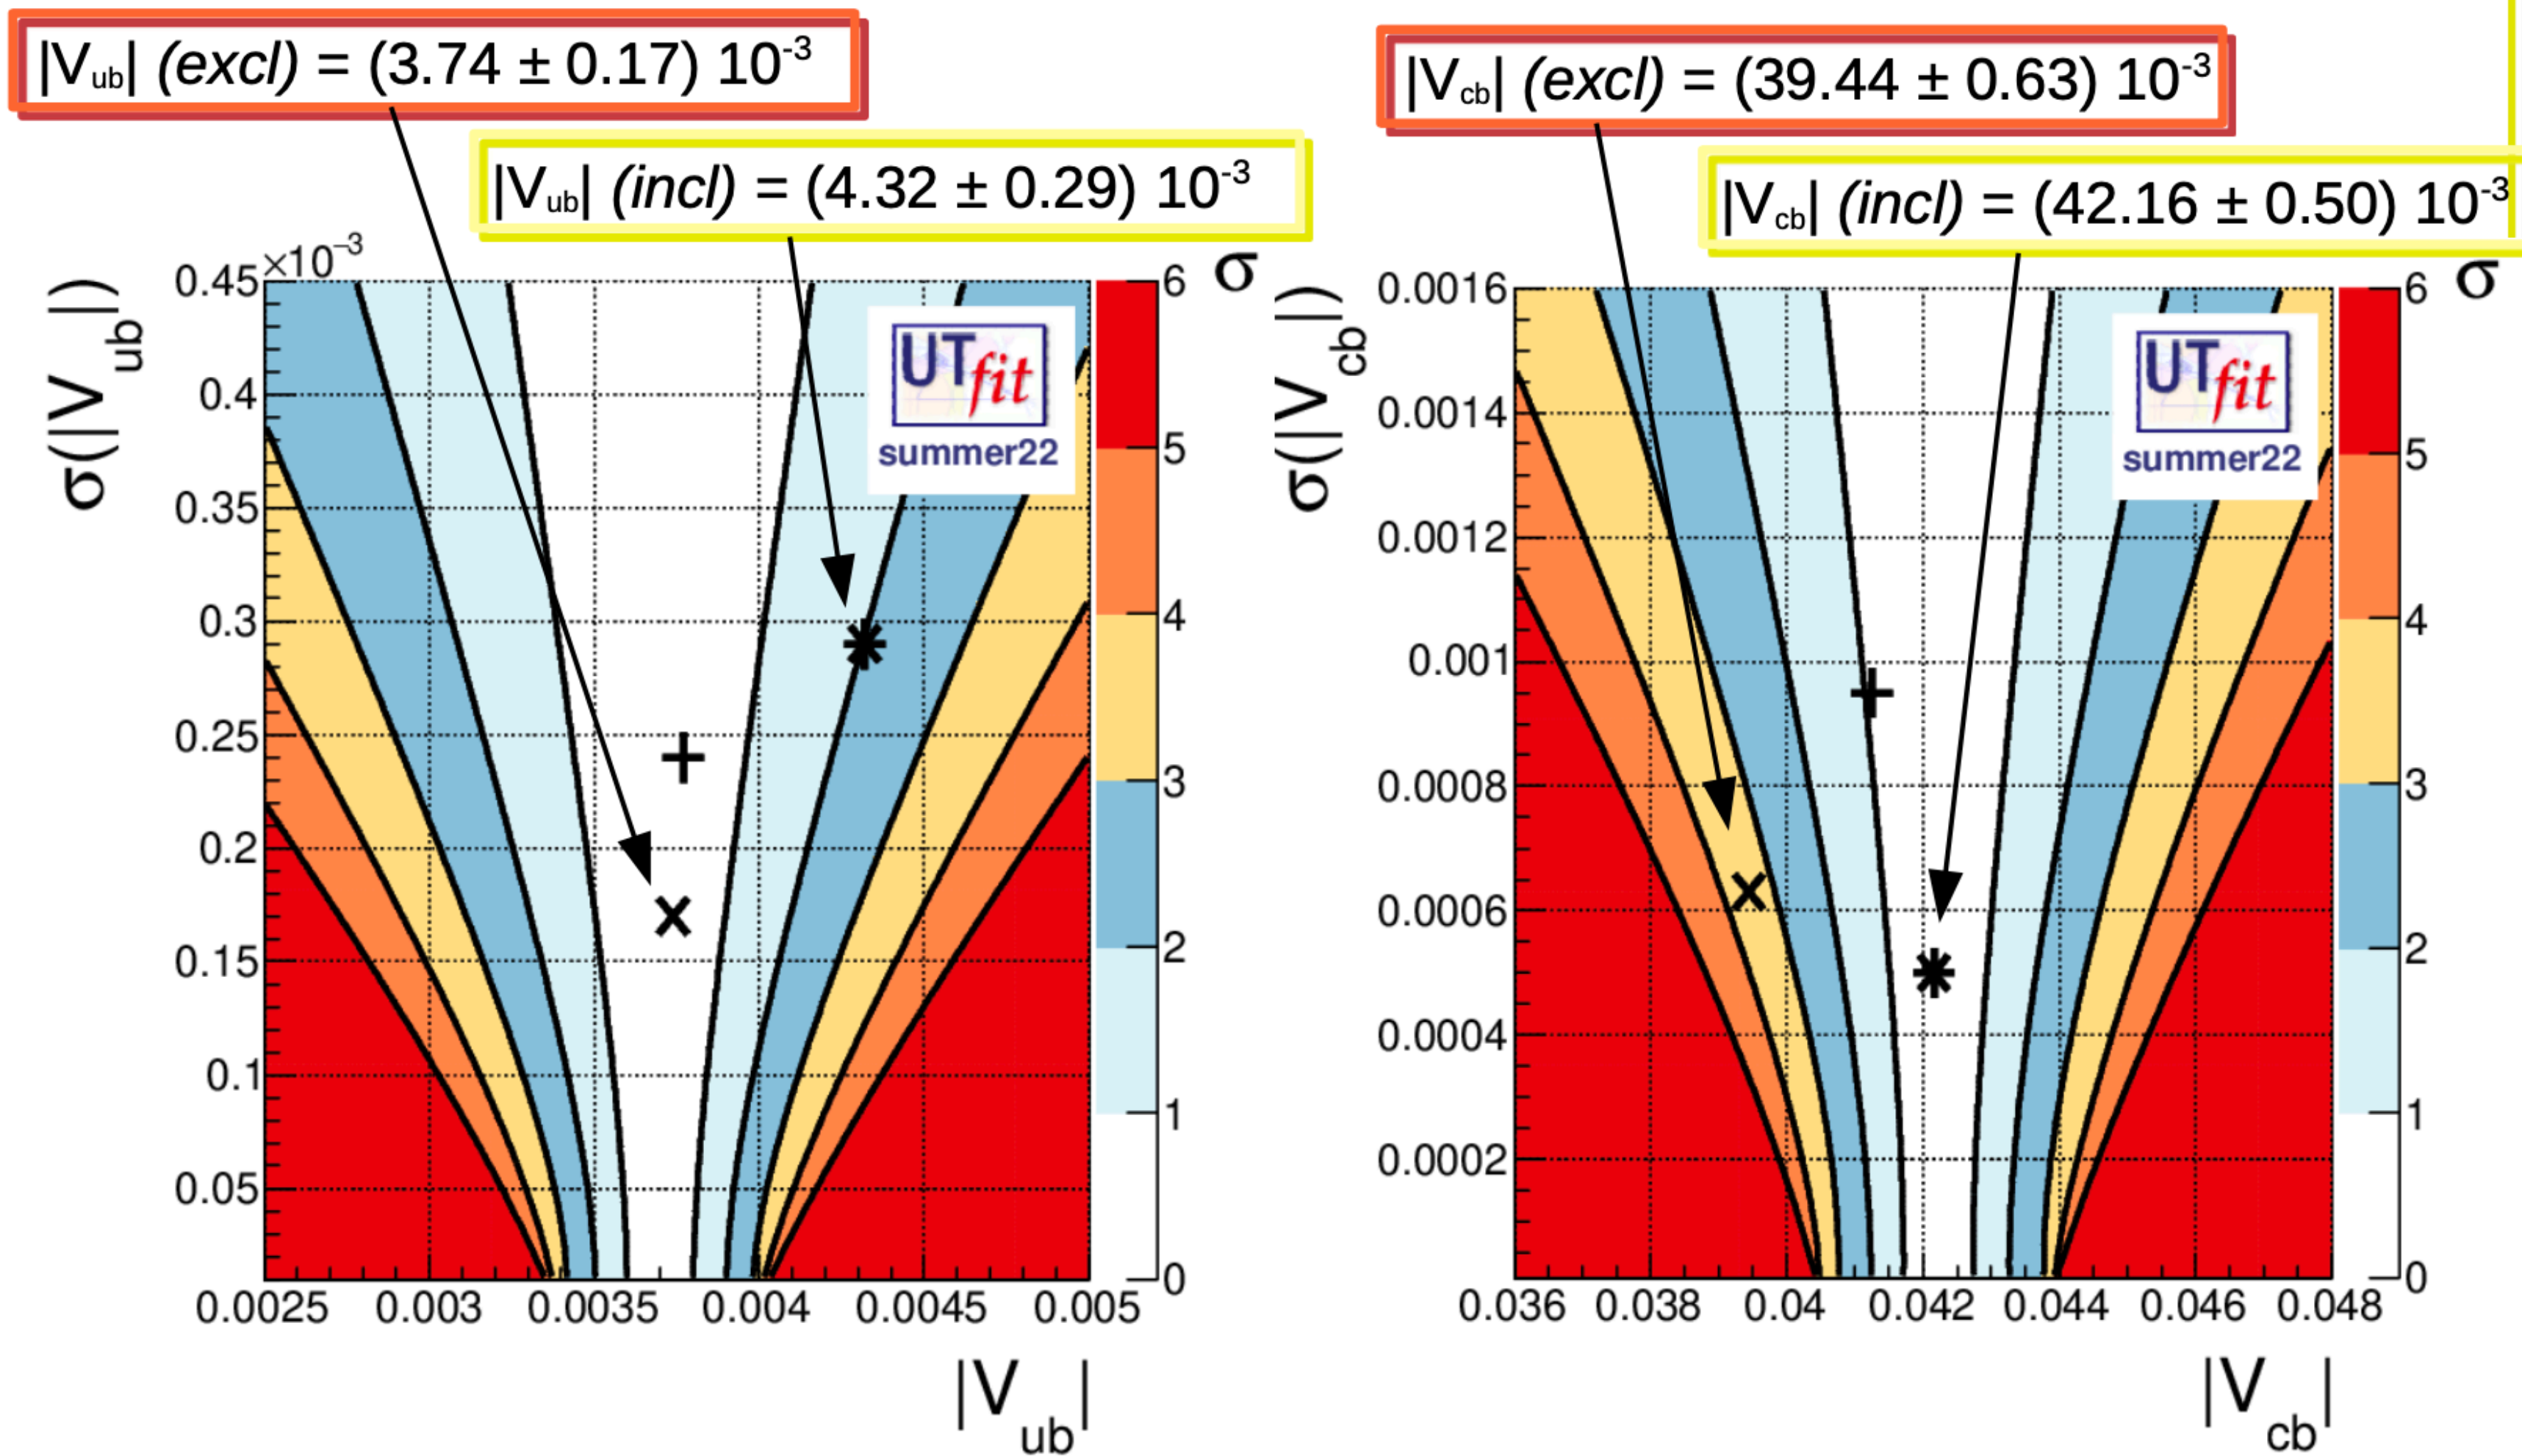 |Vub| (excl) = (3.74 ± 0.17) 10-3
|Vub| (incl) = (4.32 ± 0.29) 10-3
×10−3
σ(|Vub|)
0.45
0.4
0.35
0.3
0.25
0.2
0.15
0.1
0.05
0.0025 0.003 0.0035 0.004 0.0045 0.005
|Vub|
UTfit
summer22
σ
6
5
4
3
2
1
0
|Vcb| (excl) = (39.44 ± 0.63) 10-3
|Vcb| (incl) = (42.16 ± 0.50) 10-3
σ(|Vcb|)
0.0016
0.0014
0.0012
0.001
0.0008
0.0006
0.0004
0.0002
0.036 0.038 0.04 0.042 0.044 0.046 0.048
|Vcb|
UTfit
summer22
σ
6
5
4
3
2
1
0